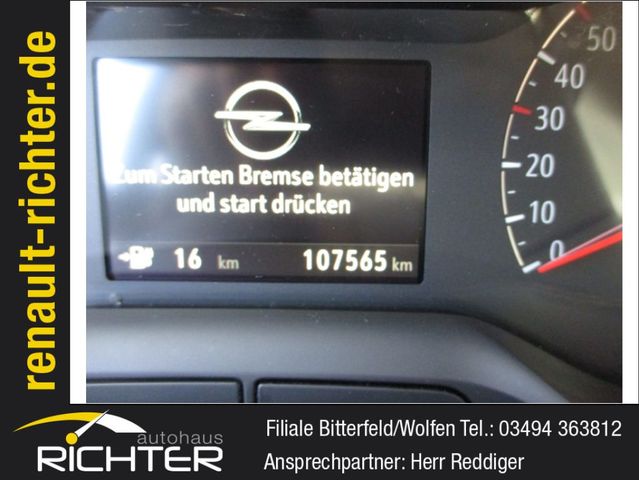 renault-richter.de
50
40
30
20
10
0
Zum Starten Bremse betätigen
und start drücken
16 km 107565 km
autohaus
RICHTER
Filiale Bitterfeld/Wolfen Tel.: 03494 363812
Ansprechpartner: Herr Reddiger